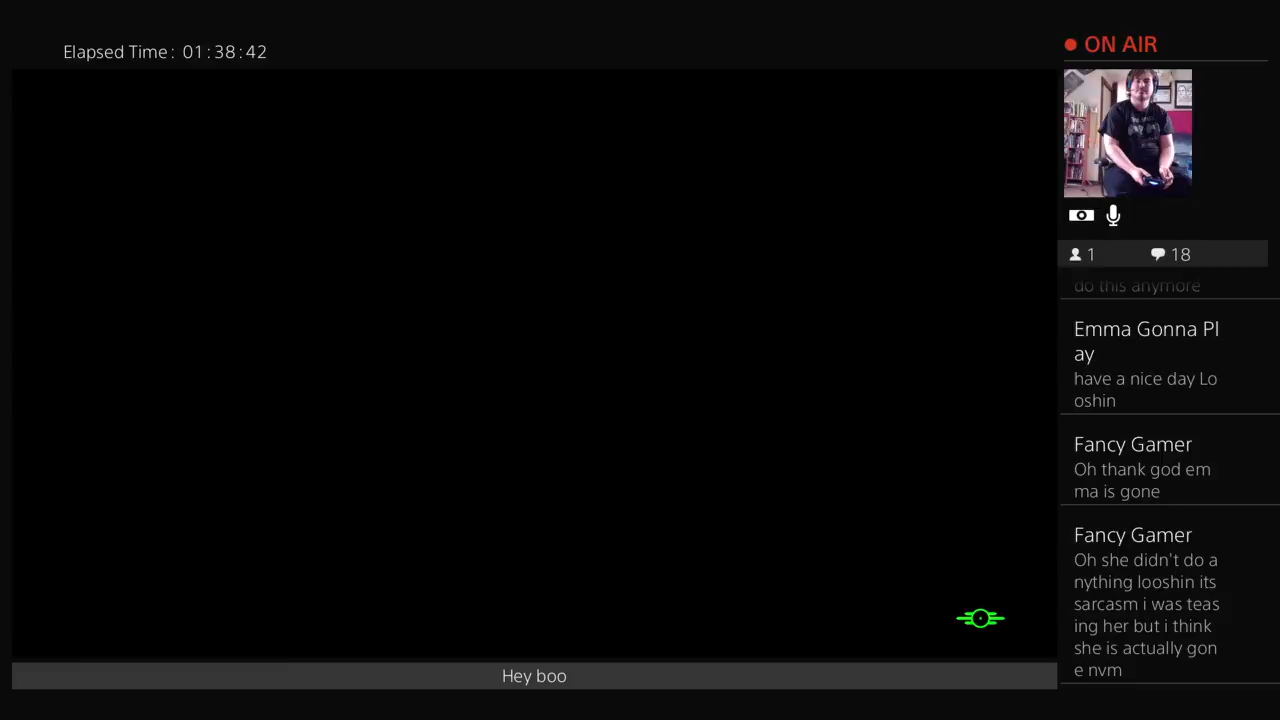 Elapsed Time: 01:38:42
ON AIR
1
18
do this anymore
Emma Gonna Pl
ay
have a nice day Lo
oshin
Fancy Gamer
Oh thank god em
ma is gone
Fancy Gamer
Oh she didn't do a
nything looshin its
sarcasm i was teas
ing her but i think
she is actually gon
e nvm
Hey boo